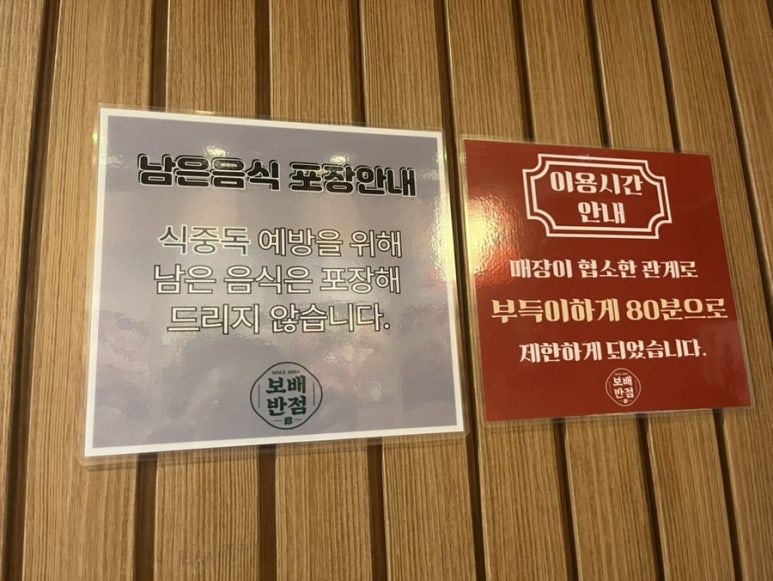 남은음식 포장안내
식중독 예방을 위해
남은 음식은 포장해
드리지 않습니다.
SINCE 2003
보배
반점
이용시간
안내
매장이 협소한 관계로
부득이하게 80분으로
제한하게 되었습니다.
보배
반점